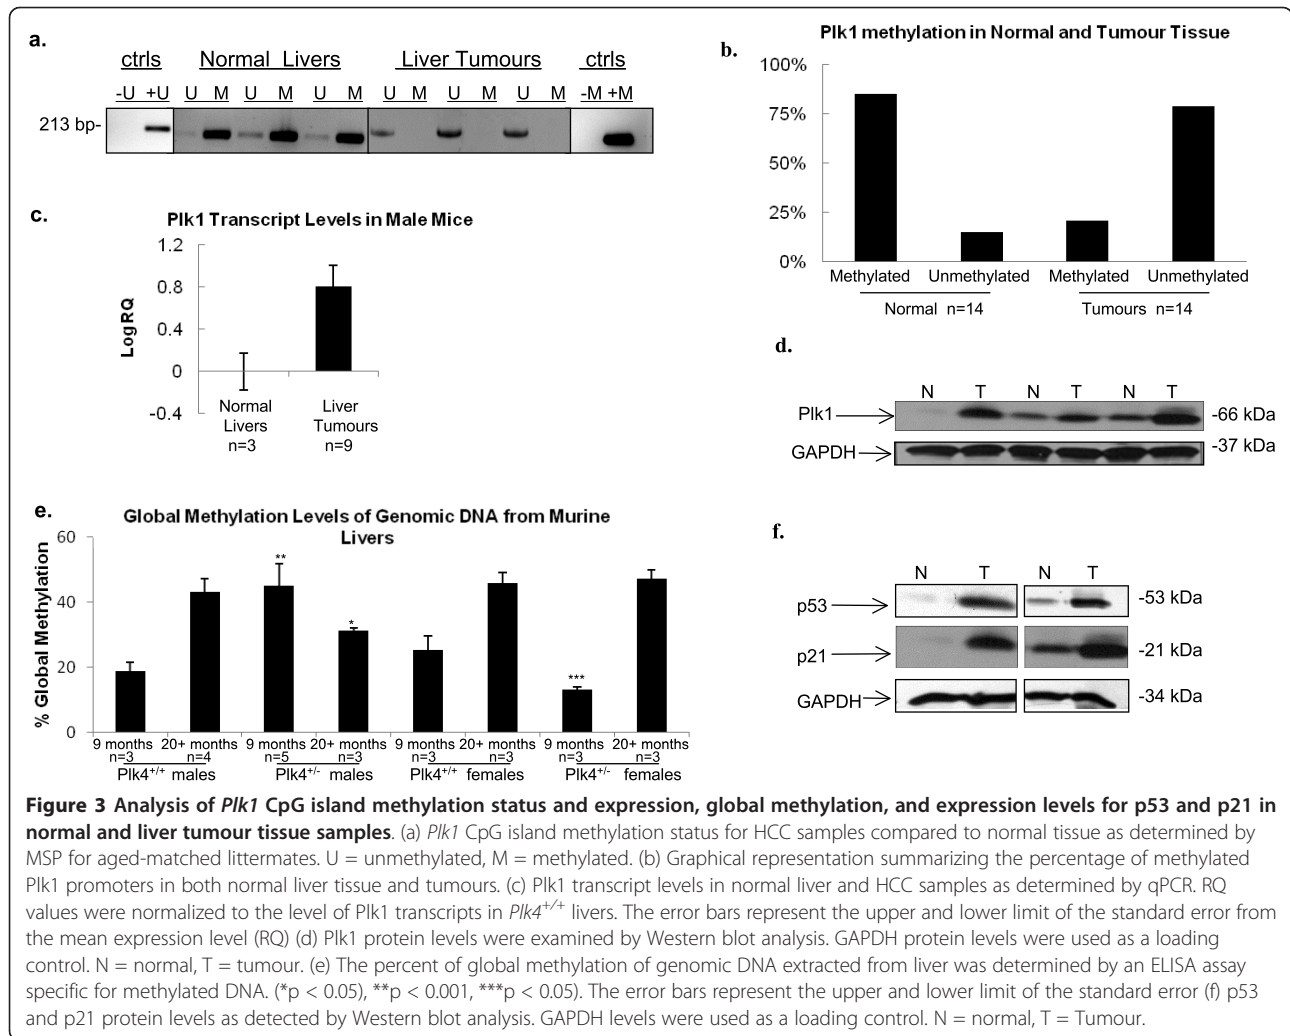 a.
ctrls Normal Livers Liver Tumours ctrls
-U +U U M U M U M U M U M U M -M +M
213 bp-
b.
Plk1 methylation in Normal and Tumour Tissue
100%
75%
50%
25%
0%
Methylated Unmethylated Methylated Unmethylated
Normal n=14 Tumours n=14
c.
Plk1 Transcript Levels in Male Mice
Log RQ
1.2
0.8
0.4
0
-0.4
Normal Livers n=3
Liver Tumours n=9
d.
N T N T N T
Plk1 -66 kDa
GAPDH -37 kDa
e.
Global Methylation Levels of Genomic DNA from Murine
Livers
% Global Methylation
60
40
20
0
** * ***
9 months 20+ months 9 months 20+ months 9 months 20+ months 9 months 20+ months
n=3 n=4 n=5 n=3 n=3 n=3 n=3 n=3
Plk4+/+ males Plk4+/- males Plk4+/+ females Plk4+/- females
f.
N T N T
p53 -53 kDa
p21 -21 kDa
GAPDH -34 kDa
Figure 3 Analysis of Plk1 CpG island methylation status and expression, global methylation, and expression levels for p53 and p21 in
normal and liver tumour tissue samples. (a) Plk1 CpG island methylation status for HCC samples compared to normal tissue as determined by
MSP for aged-matched littermates. U = unmethylated, M = methylated. (b) Graphical representation summarizing the percentage of methylated
Plk1 promoters in both normal liver tissue and tumours. (c) Plk1 transcript levels in normal liver and HCC samples as determined by qPCR. RQ
values were normalized to the level of Plk1 transcripts in Plk4+/+ livers. The error bars represent the upper and lower limit of the standard error from
the mean expression level (RQ) (d) Plk1 protein levels were examined by Western blot analysis. GAPDH protein levels were used as a loading
control. N = normal, T = tumour. (e) The percent of global methylation of genomic DNA extracted from liver was determined by an ELISA assay
specific for methylated DNA. (*p < 0.05), **p < 0.001, ***p < 0.05). The error bars represent the upper and lower limit of the standard error (f) p53
and p21 protein levels as detected by Western blot analysis. GAPDH levels were used as a loading control. N = normal, T = Tumour.